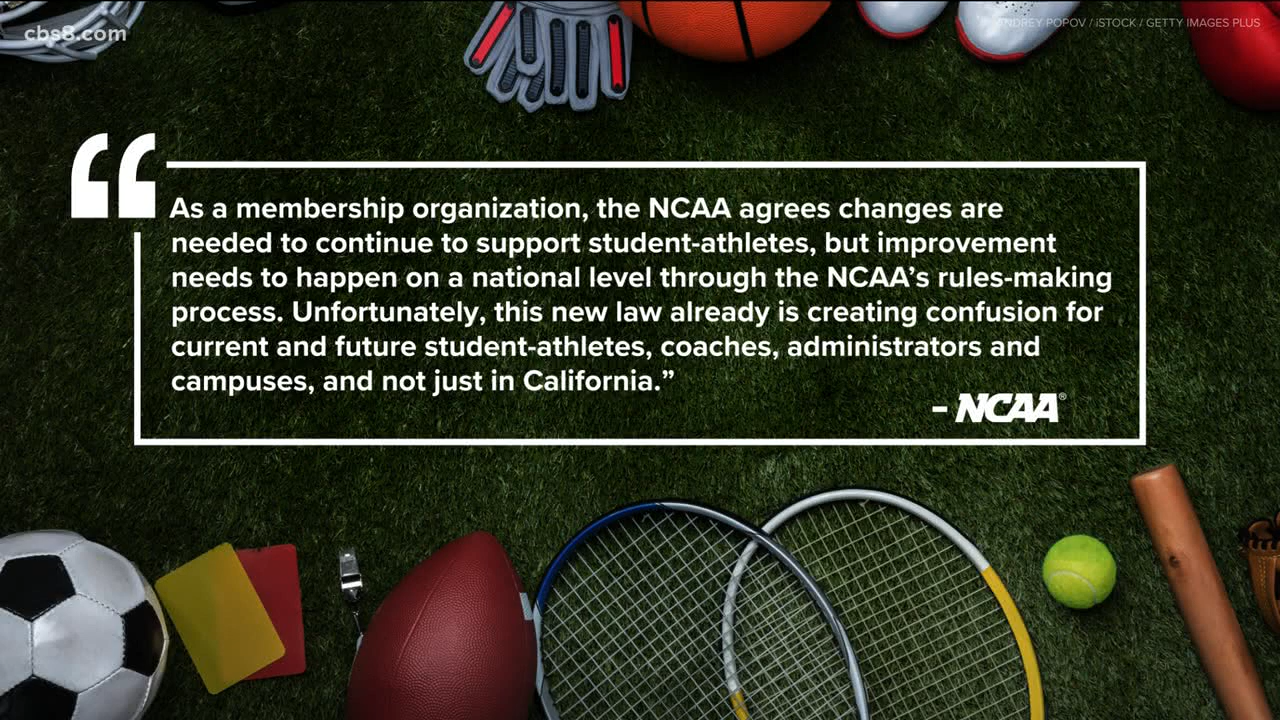 cbs8.com
ANDREY POPOV / iSTOCK / GETTY IMAGES PLUS
“
As a membership organization, the NCAA agrees changes are
needed to continue to support student-athletes, but improvement
needs to happen on a national level through the NCAA’s rules-making
process. Unfortunately, this new law already is creating confusion for
current and future student-athletes, coaches, administrators and
campuses, and not just in California.”
– NCAA®